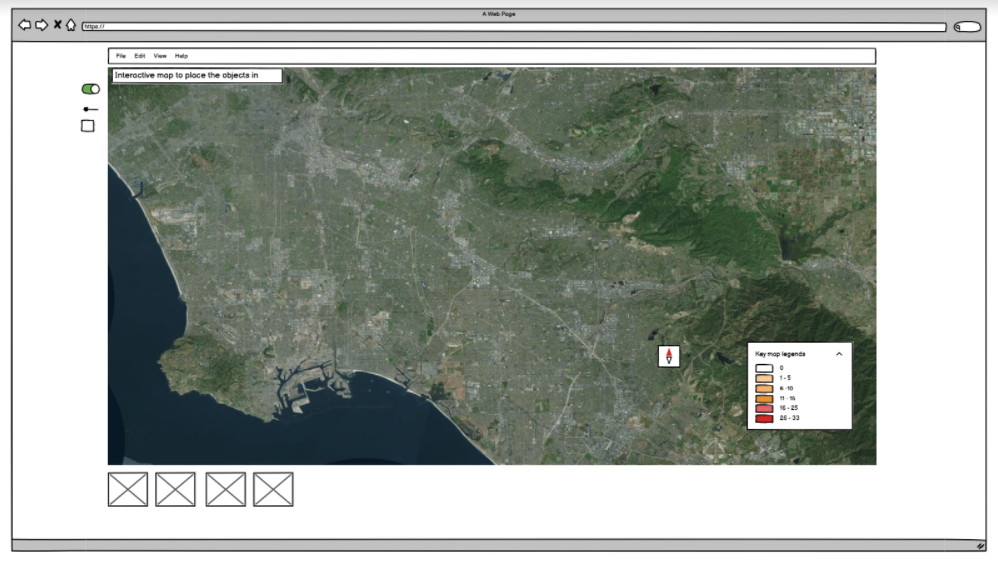 A Web Page
https://
File Edit View Help
Interactive map to place the objects in
Key map legends
0
1 - 5
6 -10
11 - 15
16 - 25
26 - 33